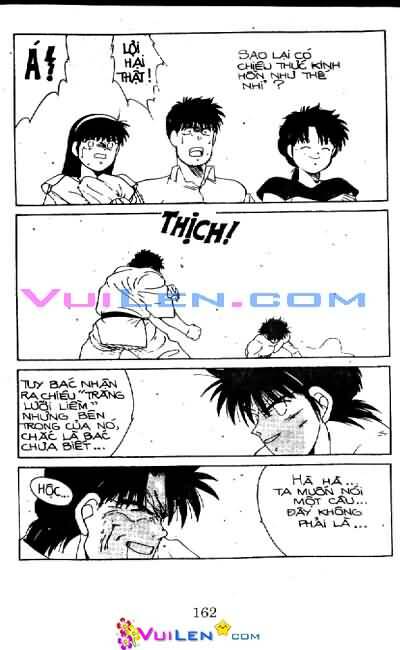 Á!
LỢI
HẠI
THẬT!
SAO LẠI CÓ
CHIÊU THỨC KINH
HỒN NHƯ THẾ
NHỈ ?
THỊCH!
VuiLen.com
TUY BÁC NHẬN
RA CHIÊU "TRĂNG
LƯỠI LIỀM"
NHƯNG BÊN
TRONG CỦA NÓ,
CHẮC LÀ BÁC
CHƯA BIẾT...
HỘC...
HÀ HÀ...
TA MUỐN NÓI
MỘT CÂU...
ĐÂY KHÔNG
PHẢI LÀ...
162
VuiLen.com